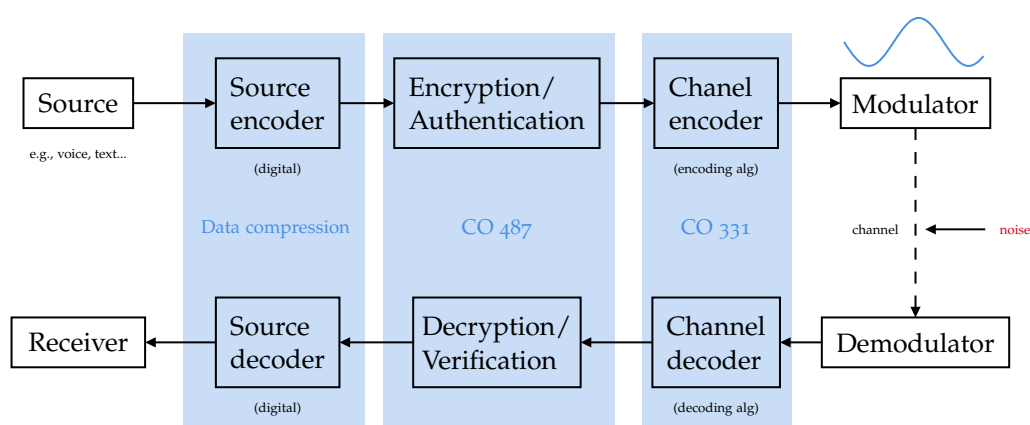 Source
e.g., voice, text...
Source
encoder
(digital)
Encryption/
Authentication
Chanel
encoder
(encoding alg)
Modulator
Data compression
CO 487
CO 331
channel
noise
Receiver
Source
decoder
(digital)
Decryption/
Verification
Channel
decoder
(decoding alg)
Demodulator